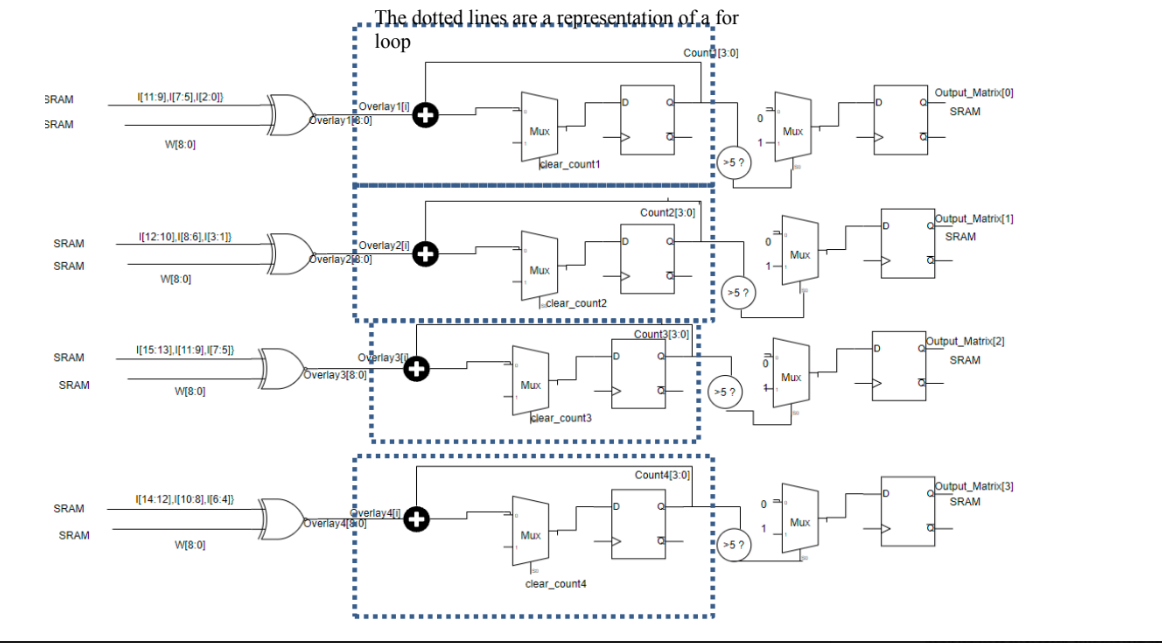 The dotted lines are a representation of a for
loop
Count1[3:0]
I[11:9],I[7:5],I[2:0]}
SRAM
Overlay1[i]
Overlay1[8:0]
SRAM
W[8:0]
Mux
clear_count1
D
Q
Q
>5 ?
0
1
Mux
D
Q
Q
Output_Matrix[0]
SRAM
I[12:10],I[8:6],I[3:1]}
SRAM
Overlay2[i]
Overlay2[8:0]
SRAM
W[8:0]
Count2[3:0]
Mux
clear_count2
D
Q
Q
>5 ?
0
1
Mux
D
Q
Q
Output_Matrix[1]
SRAM
I[15:13],I[11:9],I[7:5]}
SRAM
Overlay3[i]
Overlay3[8:0]
SRAM
W[8:0]
Count3[3:0]
Mux
clear_count3
D
Q
Q
>5 ?
0
1
Mux
D
Q
Q
Output_Matrix[2]
SRAM
I[14:12],I[10:8],I[6:4]}
SRAM
Overlay4[i]
Overlay4[8:0]
SRAM
W[8:0]
Count4[3:0]
Mux
clear_count4
D
Q
Q
>5 ?
0
1
Mux
D
Q
Q
Output_Matrix[3]
SRAM